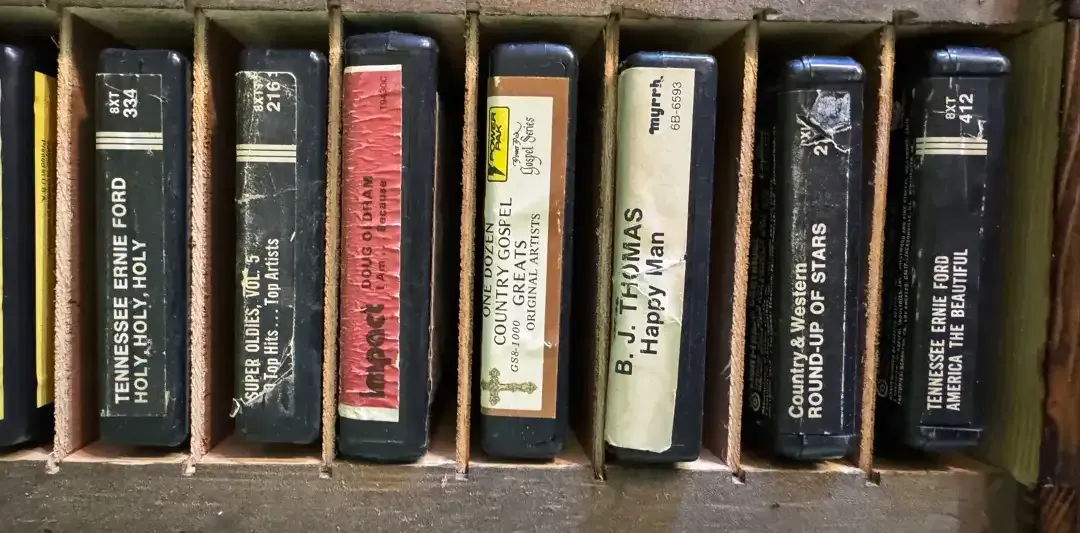 8XT
334
TENNESSEE ERNIE FORD
HOLY, HOLY, HOLY
8XT
216
SUPER OLDIES, VOL. 5
Top Hits . . . Top Artists
DOUG OLDHAM
I Am . . . Because
Impact
POWER
PAK
Gospel Series
ONE DOZEN
COUNTRY GOSPEL
GREATS
GS8-1000
ORIGINAL ARTISTS
myrrh
6B-6593
B. J. THOMAS
Happy Man
Country & Western
ROUND-UP OF STARS
8XT
412
TENNESSEE ERNIE FORD
AMERICA THE BEAUTIFUL